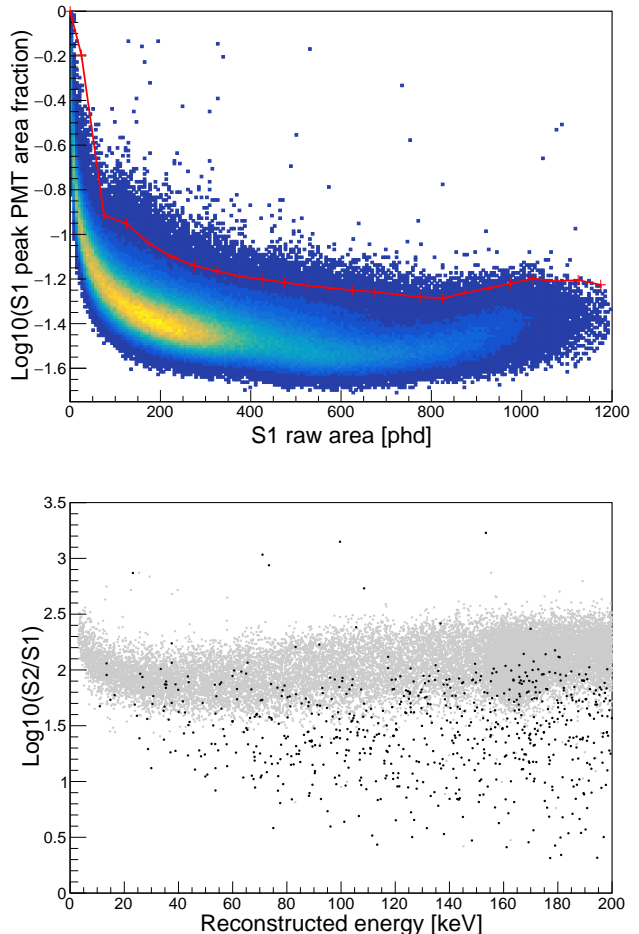 0
−0.2
−0.4
−0.6
−0.8
−1
−1.2
−1.4
−1.6
Log10(S1 peak PMT area fraction)
0 200 400 600 800 1000 1200
S1 raw area [phd]
3.5
3
2.5
2
1.5
1
0.5
0
Log10(S2/S1)
0 20 40 60 80 100 120 140 160 180 200
Reconstructed energy [keV]